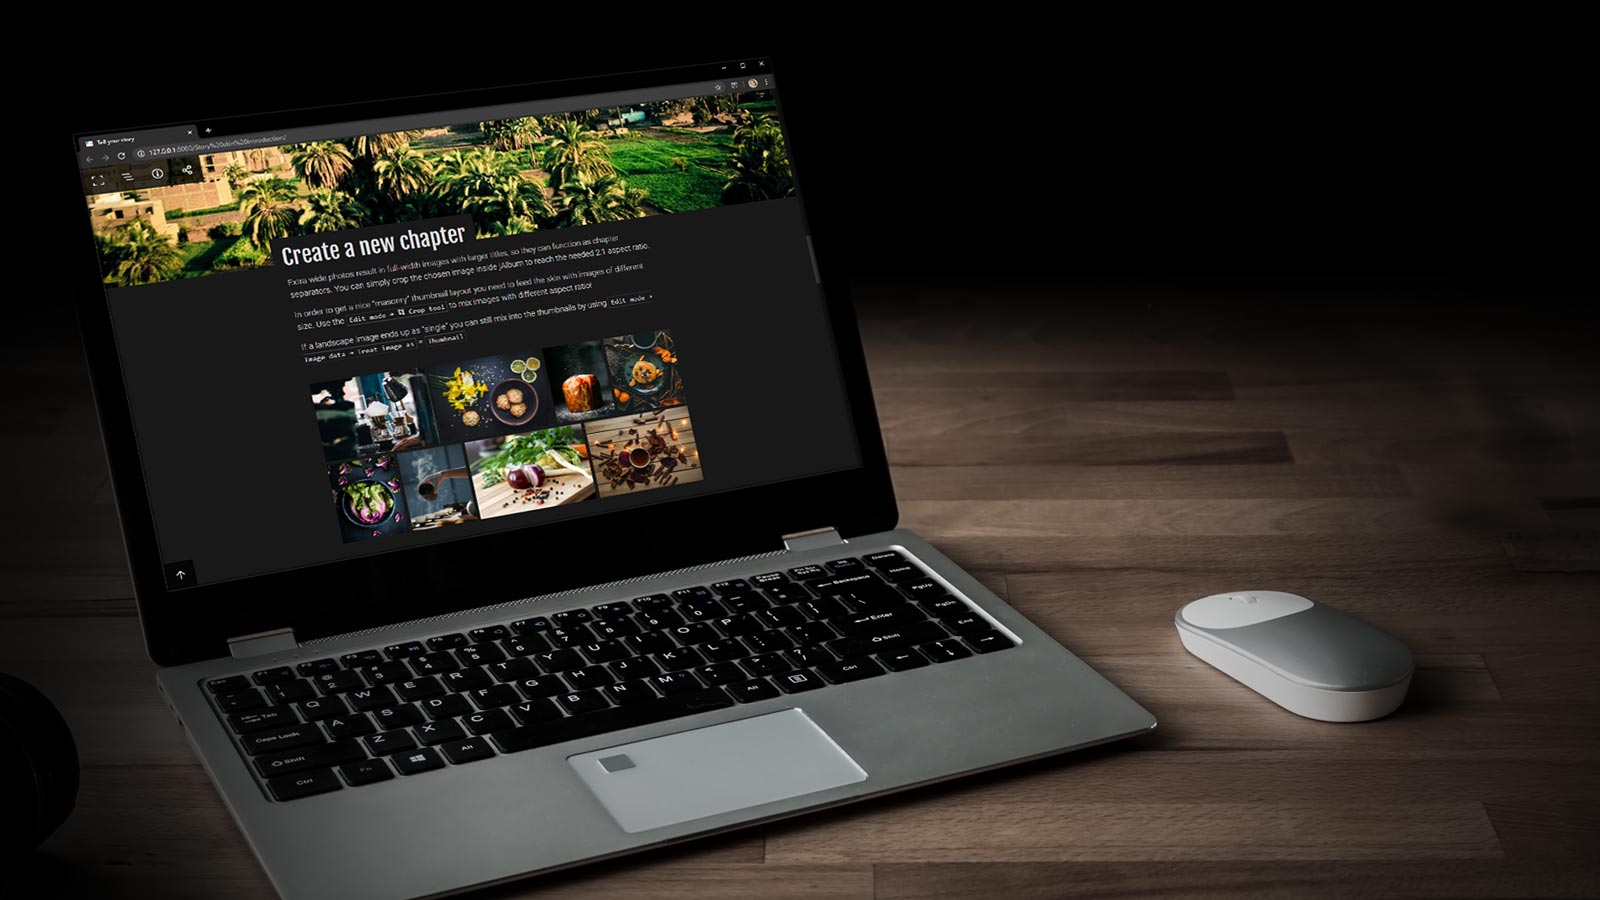 Tell your story
127.0.0.1:8080/Story%20skin%20introduction/
Create a new chapter
Extra wide photos result in full-width images with larger titles, so they can function as chapter
separators. You can simply crop the chosen image inside jAlbum to reach the needed 2:1 aspect ratio.
In order to get a nice "masonry" thumbnail layout you need to feed the skin with images of different
size. Use the Edit mode → Crop tool to mix images with different aspect ratio!
If a landscape image ends up as "single" you can still mix into the thumbnails by using Edit mode →
Image data → Treat image as = Thumbnail
Esc F1 F2 F3 F4 F5 F6 F7 F8 F9 F10 F11 F12 Pause Break Prt Scr Sys Rq Ins Delete
1 2 3 4 5 6 7 8 9 0 - + Backspace Home
Tab Q W E R T Y U I O P [ ] \ PgUp
Caps Lock A S D F G H J K L ; Enter PgDn
Shift Z X C V B N M < > ? Shift End
Ctrl Fn Alt Alt Ctrl